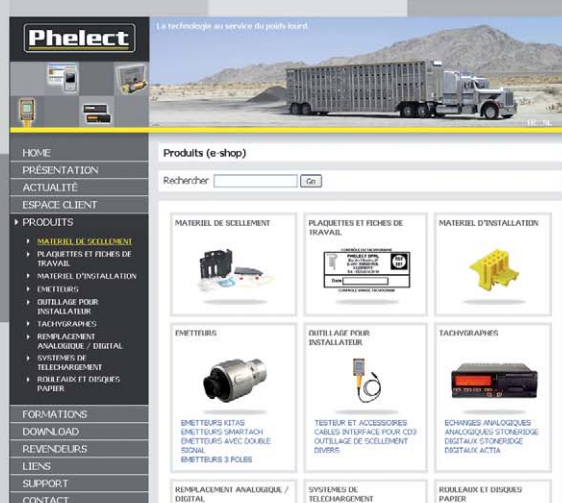 Phelect
La technologie au service du poids lourd
FR NL
HOME
PRÉSENTATION
ACTUALITÉ
ESPACE CLIENT
PRODUITS
MATERIEL DE SCELLEMENT
PLAQUETTES ET FICHES DE
TRAVAIL
MATERIEL D'INSTALLATION
EMETTEURS
OUTILLAGE POUR
INSTALLATEUR
TACHYGRAPHES
REMPLACEMENT
ANALOGIQUE / DIGITAL
SYSTEMES DE
TELECHARGEMENT
ROULEAUX ET DISQUES
PAPIER
FORMATIONS
DOWNLOAD
REVENDEURS
LIENS
SUPPORT
CONTACT
Produits (e-shop)
Rechercher Go
MATERIEL DE SCELLEMENT
PLAQUETTES ET FICHES DE
TRAVAIL
PHELECT SPRL
Date
MATERIEL D'INSTALLATION
EMETTEURS
EMETTEURS KITAS
EMETTEURS SMARTACH
EMETTEURS AVEC DOUBLE
SIGNAL
EMETTEURS 3 POLES
OUTILLAGE POUR
INSTALLATEUR
TESTEUR ET ACCESSOIRES
CABLES INTERFACE POUR CD3
OUTILLAGE DE SCELLEMENT
DIVERS
TACHYGRAPHES
ECHANGES ANALOGIQUES
ANALOGIQUES STONERIDGE
DIGITAUX STONERIDGE
DIGITAUX ACTIA
REMPLACEMENT ANALOGIQUE /
DIGITAL
SYSTEMES DE
TELECHARGEMENT
ROULEAUX ET DISQUES
PAPIER